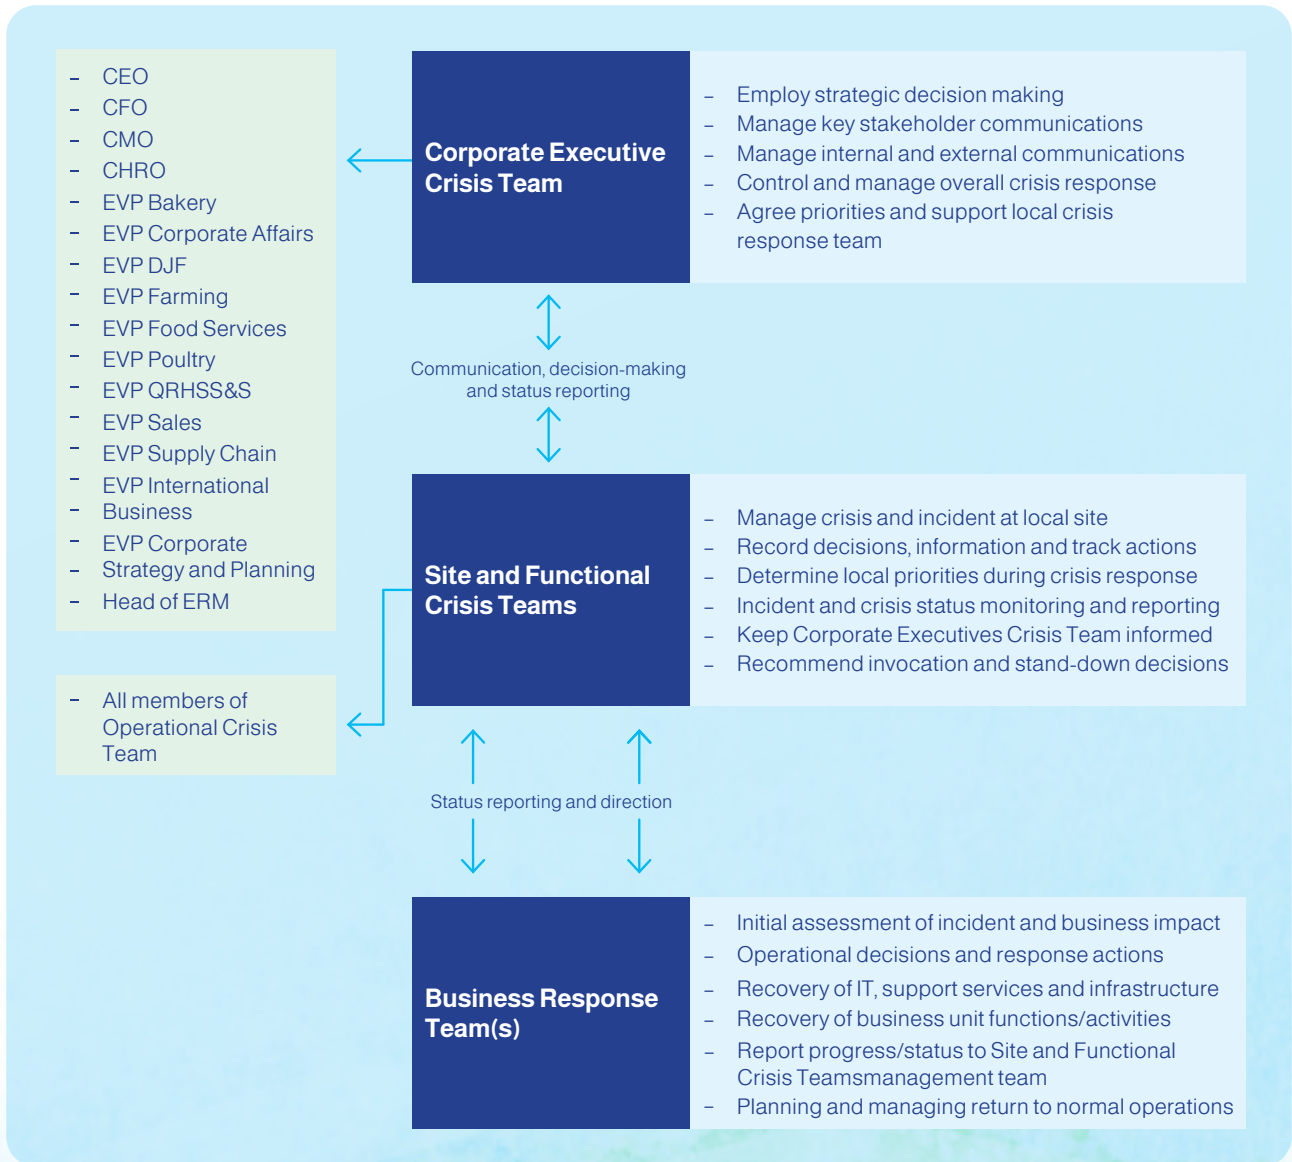 - CEO
- CFO
- CMO
- CHRO
- EVP Bakery
- EVP Corporate Affairs
- EVP DJF
- EVP Farming
- EVP Food Services
- EVP Poultry
- EVP QRHSS&S
- EVP Sales
- EVP Supply Chain
- EVP International
- Business
- EVP Corporate
- Strategy and Planning
- Head of ERM
Corporate Executive
Crisis Team
- Employ strategic decision making
- Manage key stakeholder communications
- Manage internal and external communications
- Control and manage overall crisis response
- Agree priorities and support local crisis
response team
Communication, decision-making
and status reporting
- All members of
Operational Crisis
Team
Site and Functional
Crisis Teams
- Manage crisis and incident at local site
- Record decisions, information and track actions
- Determine local priorities during crisis response
- Incident and crisis status monitoring and reporting
- Keep Corporate Executives Crisis Team informed
- Recommend invocation and stand-down decisions
Status reporting and direction
Business Response
Team(s)
- Initial assessment of incident and business impact
- Operational decisions and response actions
- Recovery of IT, support services and infrastructure
- Recovery of business unit functions/activities
- Report progress/status to Site and Functional
Crisis Teamsmanagement team
- Planning and managing return to normal operations